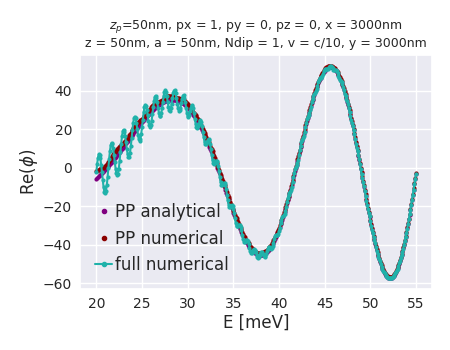 z_p=50nm, px = 1, py = 0, pz = 0, x = 3000nm
z = 50nm, a = 50nm, Ndip = 1, v = c/10, y = 3000nm
Re(ϕ)
40
20
0
−20
−40
−60
PP analytical
PP numerical
full numerical
20 25 30 35 40 45 50 55
E [meV]